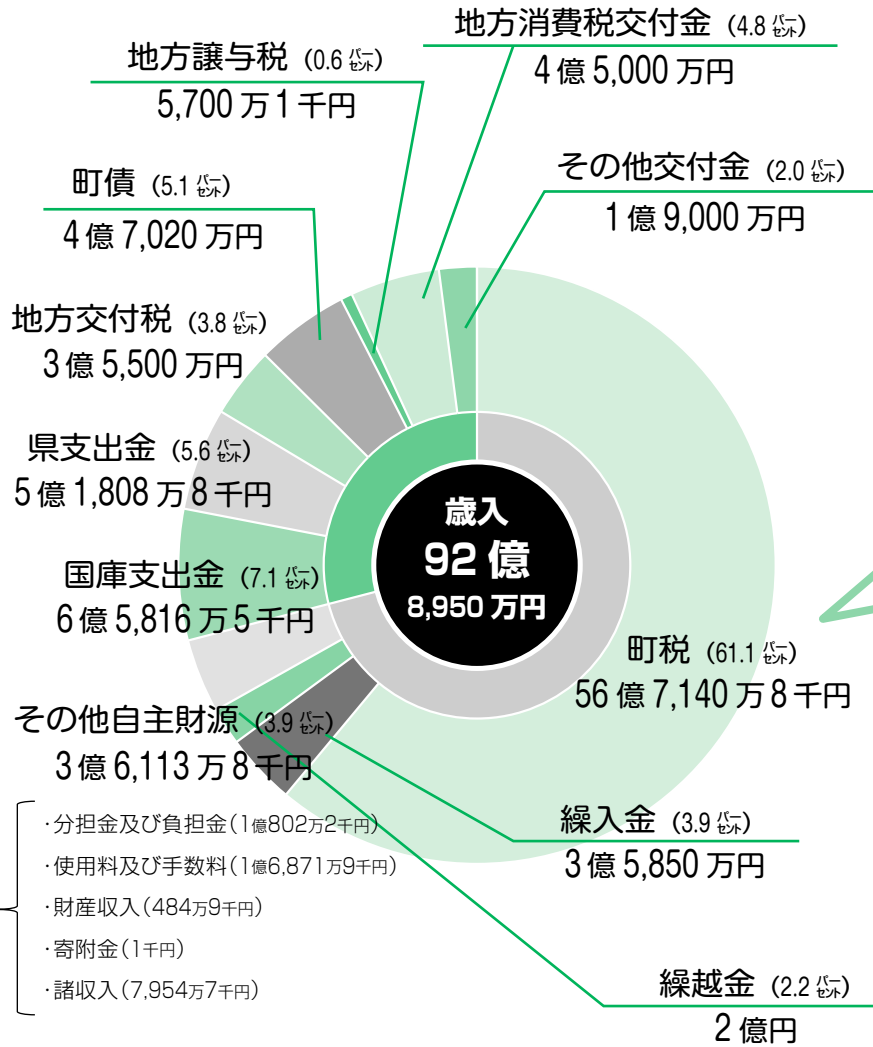 地方消費税交付金 (4.8パーセント)
4億5,000万円
地方譲与税 (0.6パーセント)
5,700万1千円
その他交付金 (2.0パーセント)
1億9,000万円
町債 (5.1パーセント)
4億7,020万円
地方交付税 (3.8パーセント)
3億5,500万円
県支出金 (5.6パーセント)
5億1,808万8千円
国庫支出金 (7.1パーセント)
6億5,816万5千円
歳入
92億
8,950万円
町税 (61.1パーセント)
56億7,140万8千円
その他自主財源 (3.9パーセント)
3億6,113万8千円
・分担金及び負担金(1億802万2千円)
・使用料及び手数料(1億6,871万9千円)
・財産収入(484万9千円)
・寄附金(1千円)
・諸収入(7,954万7千円)
繰入金 (3.9パーセント)
3億5,850万円
繰越金 (2.2パーセント)
2億円